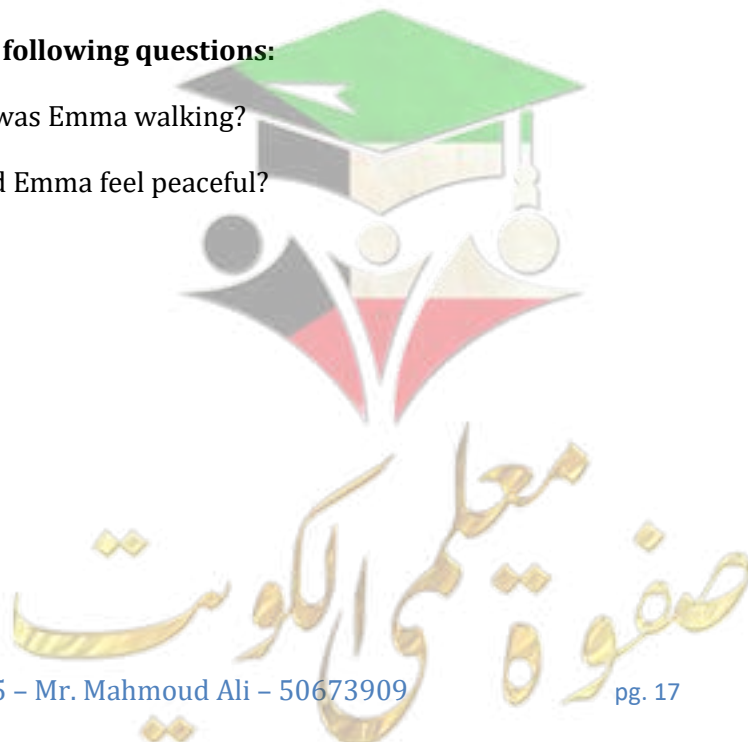 following questions:
was Emma walking?
d Emma feel peaceful?
صفوة معلمي الكويت
5 – Mr. Mahmoud Ali – 50673909 pg. 17